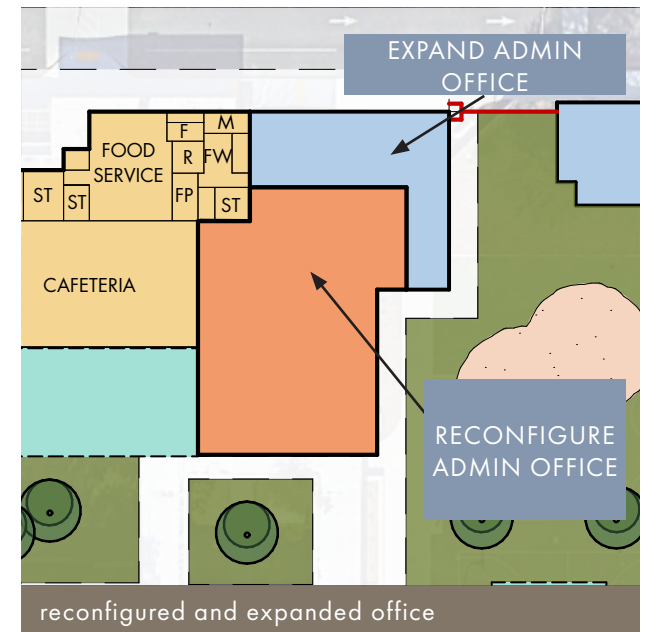 EXPAND ADMIN
OFFICE
M
F
FOOD
SERVICE
R
FW
ST
ST
FP
ST
CAFETERIA
RECONFIGURE
ADMIN OFFICE
reconfigured and expanded office